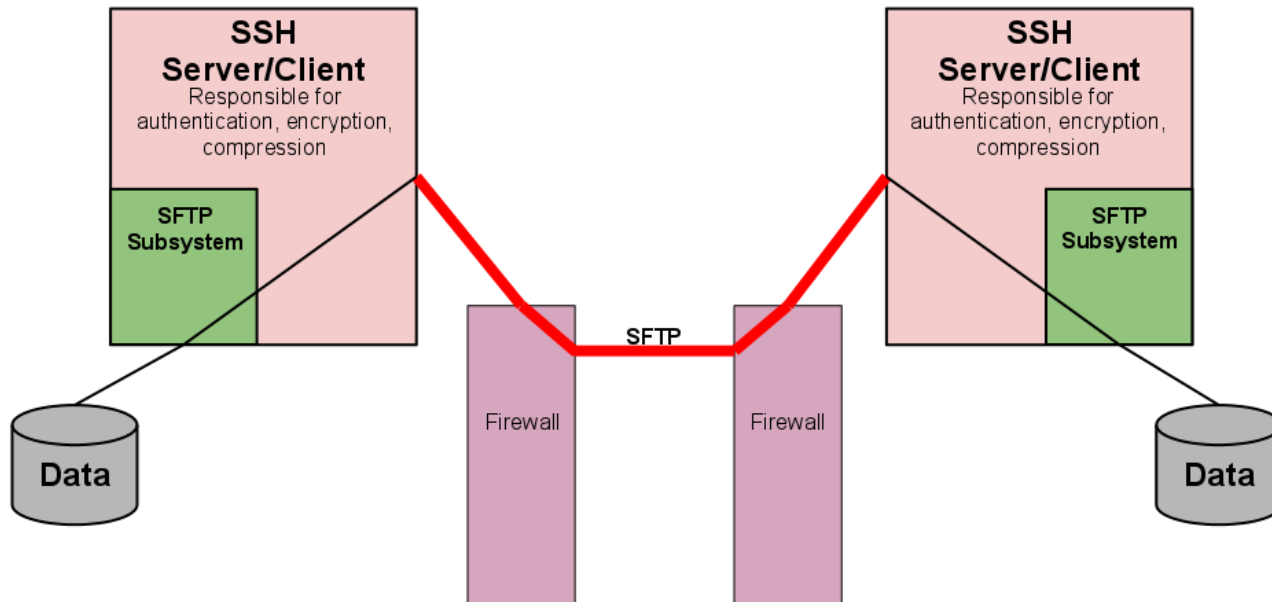 SSH
Server/Client
Responsible for
authentication, encryption,
compression
SFTP
Subsystem
Data
Firewall
SFTP
Firewall
SSH
Server/Client
Responsible for
authentication, encryption,
compression
SFTP
Subsystem
Data